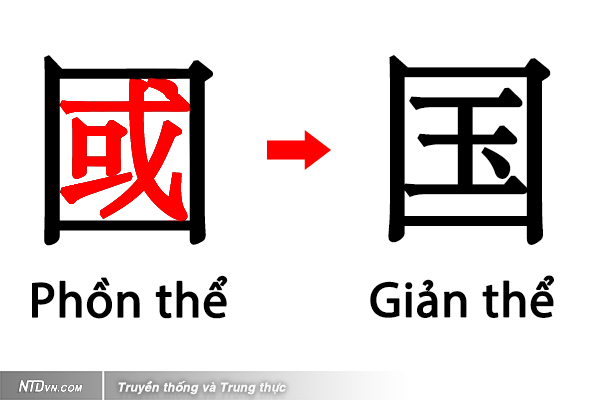 國 国
Phồn thể Giản thể
NTDVN.COM Truyền thống và Trung thực